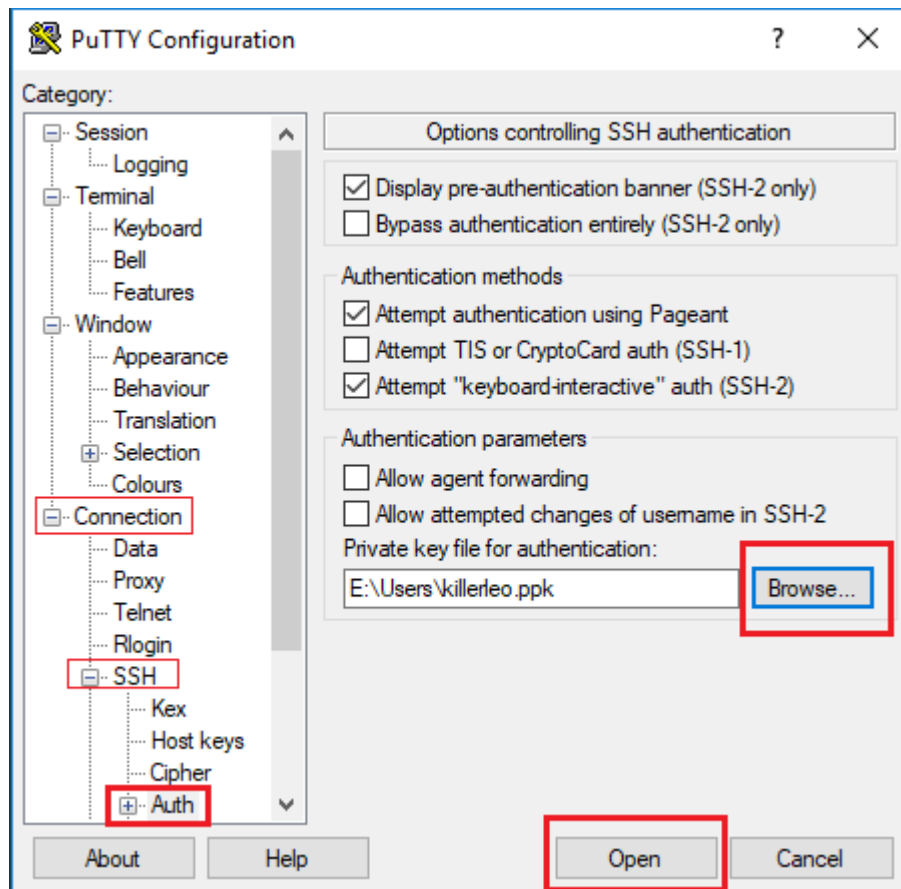 PuTTY Configuration
?
Category:
Session
Logging
Terminal
Keyboard
Bell
Features
Window
Appearance
Behaviour
Translation
Selection
Colours
Connection
Data
Proxy
Telnet
Rlogin
SSH
Kex
Host keys
Cipher
Auth
Options controlling SSH authentication
Display pre-authentication banner (SSH-2 only)
Bypass authentication entirely (SSH-2 only)
Authentication methods
Attempt authentication using Pageant
Attempt TIS or CryptoCard auth (SSH-1)
Attempt "keyboard-interactive" auth (SSH-2)
Authentication parameters
Allow agent forwarding
Allow attempted changes of username in SSH-2
Private key file for authentication:
E:\Users\killerleo.ppk
Browse...
About
Help
Open
Cancel